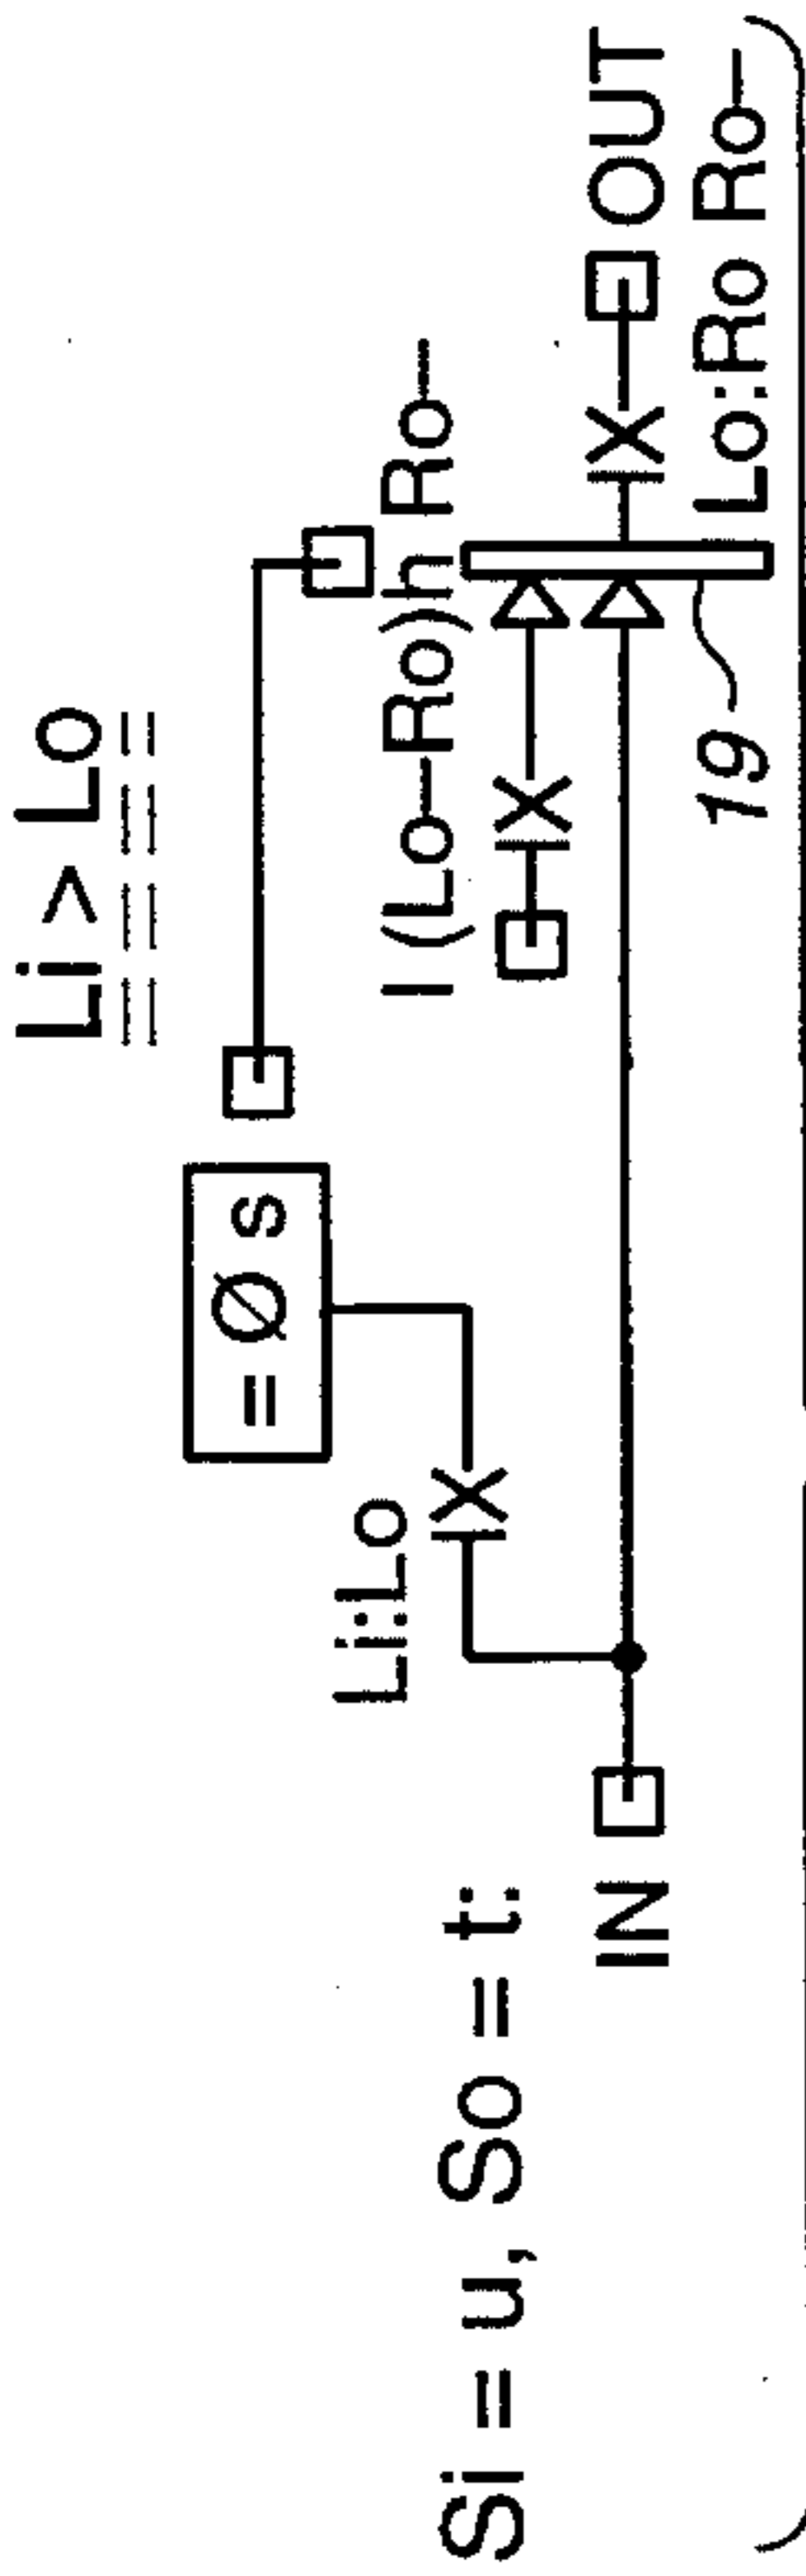 Li > Lo
= Ø s
Li:Lo
I (Lo–Ro)h Ro–
Si = u, So = t:
IN
OUT
Lo:Ro Ro–
19